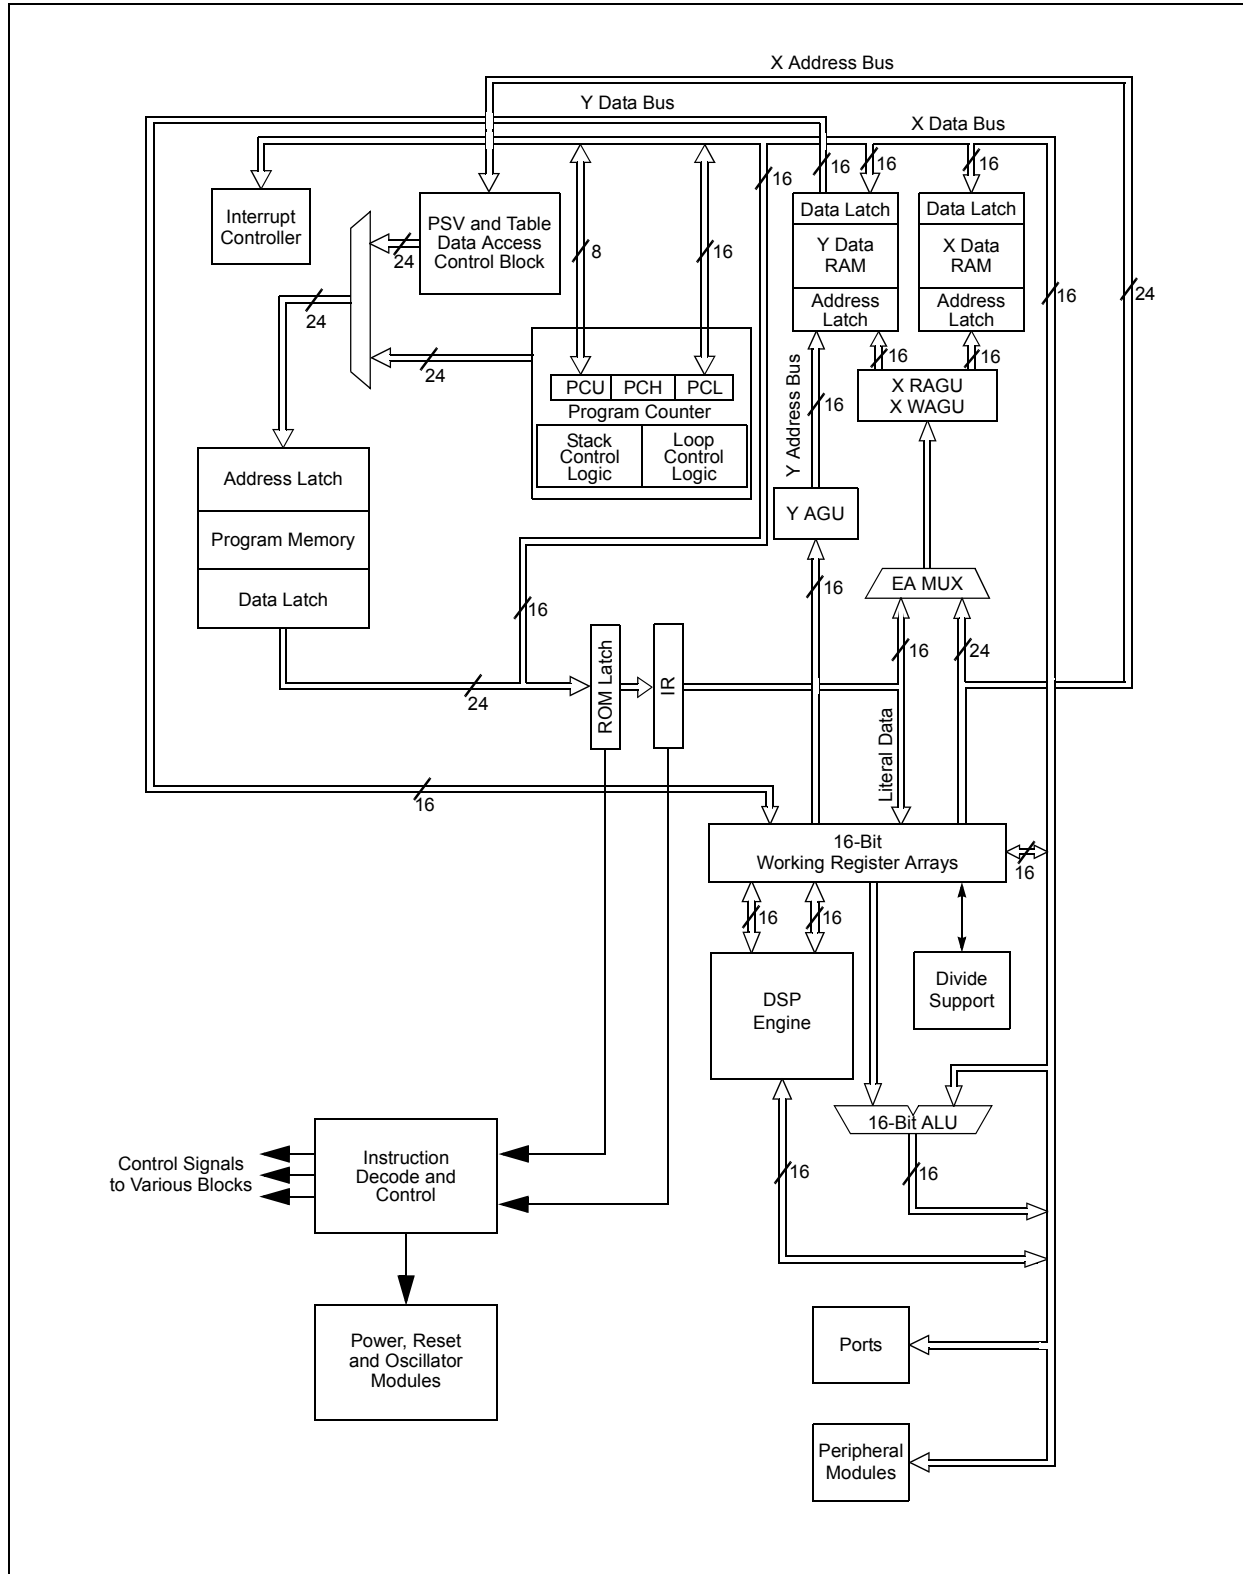 X Address Bus
Y Data Bus
X Data Bus
16
16
16
16
Interrupt
Controller
PSV and Table
Data Access
Control Block
24
8
16
Data Latch
Y Data
RAM
Address
Latch
Data Latch
X Data
RAM
Address
Latch
16
24
24
24
16
16
X RAGU
X WAGU
Y Address Bus
16
PCU
PCH
PCL
Program Counter
Stack
Control
Logic
Loop
Control
Logic
Address Latch
Program Memory
Data Latch
Y AGU
16
EA MUX
16
24
16
24
ROM Latch
IR
Literal Data
16
16-Bit
Working Register Arrays
16
16
16
DSP
Engine
Divide
Support
16-Bit ALU
16
16
Control Signals
to Various Blocks
Instruction
Decode and
Control
Power, Reset
and Oscillator
Modules
Ports
Peripheral
Modules